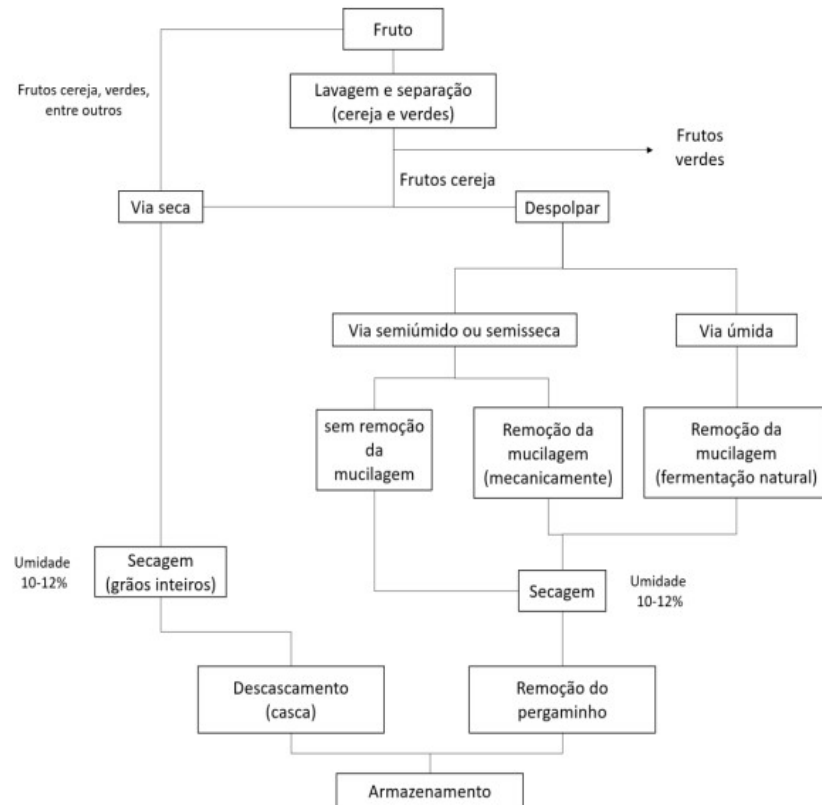 Fruto
Frutos cereja, verdes,
entre outros
Lavagem e separação
(cereja e verdes)
Frutos
verdes
Frutos cereja
Via seca
Despolpar
Via semiúmido ou semisseca
Via úmida
sem remoção
da
mucilagem
Remoção da
mucilagem
(mecanicamente)
Remoção da
mucilagem
(fermentação natural)
Umidade
10-12%
Secagem
(grãos inteiros)
Secagem
Umidade
10-12%
Descascamento
(casca)
Remoção do
pergaminho
Armazenamento